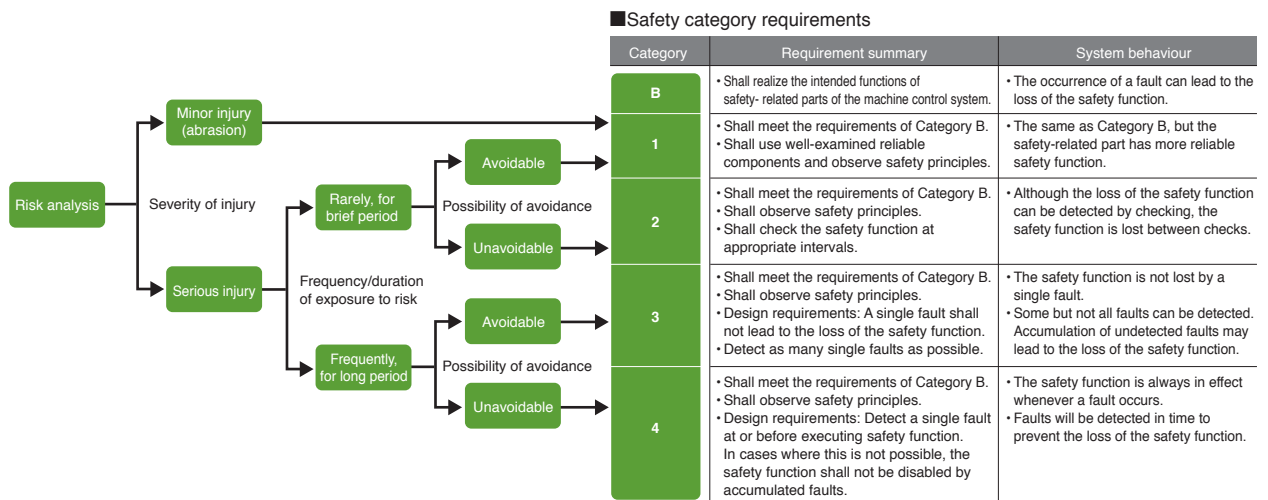 ■Safety category requirements
Category
Requirement summary
System behaviour
B
• Shall realize the intended functions of
safety- related parts of the machine control system.
• The occurrence of a fault can lead to the
loss of the safety function.
1
• Shall meet the requirements of Category B.
• Shall use well-examined reliable
components and observe safety principles.
• The same as Category B, but the
safety-related part has more reliable
safety function.
2
• Shall meet the requirements of Category B.
• Shall observe safety principles.
• Shall check the safety function at
appropriate intervals.
• Although the loss of the safety function
can be detected by checking, the
safety function is lost between checks.
3
• Shall meet the requirements of Category B.
• Shall observe safety principles.
• Design requirements: A single fault shall
not lead to the loss of the safety function.
• Detect as many single faults as possible.
• The safety function is not lost by a
single fault.
• Some but not all faults can be detected.
Accumulation of undetected faults may
lead to the loss of the safety function.
4
• Shall meet the requirements of Category B.
• Shall observe safety principles.
• Design requirements: Detect a single fault
at or before executing safety function.
In cases where this is not possible, the
safety function shall not be disabled by
accumulated faults.
• The safety function is always in effect
whenever a fault occurs.
• Faults will be detected in time to
prevent the loss of the safety function.
Risk analysis
Severity of injury
Minor injury
(abrasion)
Serious injury
Frequency/duration
of exposure to risk
Rarely, for
brief period
Possibility of avoidance
Avoidable
Unavoidable
Frequently,
for long period
Possibility of avoidance
Avoidable
Unavoidable